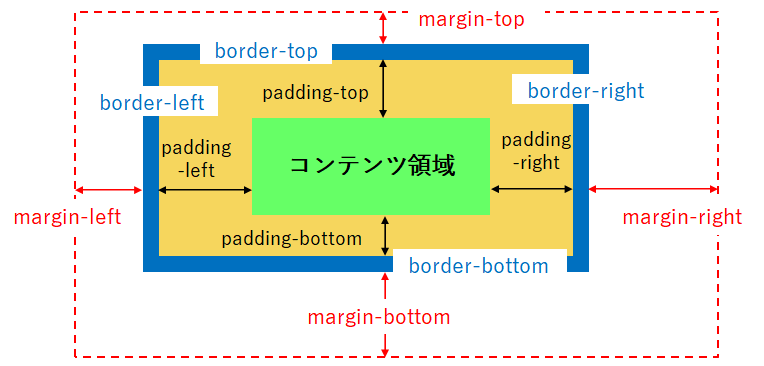 margin-top
border-top
padding-top
border-left
border-right
padding
-left
コンテンツ領域
padding
-right
margin-left
margin-right
padding-bottom
border-bottom
margin-bottom